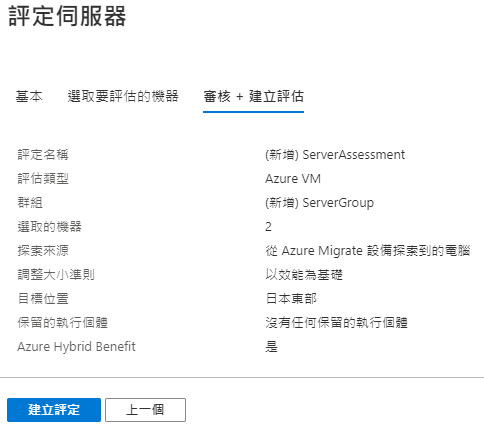 評定伺服器
基本 選取要評估的機器 審核 + 建立評估
評定名稱 (新增) ServerAssessment
評估類型 Azure VM
群組 (新增) ServerGroup
選取的機器 2
探索來源 從 Azure Migrate 設備探索到的電腦
調整大小準則 以效能為基礎
目標位置 日本東部
保留的執行個體 沒有任何保留的執行個體
Azure Hybrid Benefit 是
建立評定 上一個